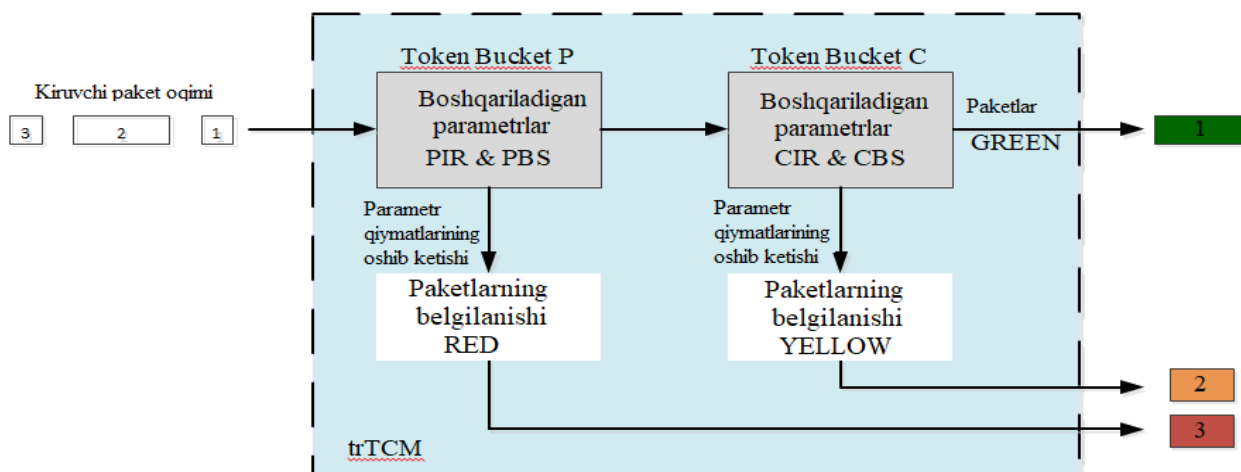 Token Bucket P
Token Bucket C
Kiruvchi paket oqimi
3
2
1
Boshqariladigan
parametrlar
PIR & PBS
Boshqariladigan
parametrlar
CIR & CBS
Paketlar
GREEN
1
Parametr
qiymatlarining
oshib ketishi
Parametr
qiymatlarining
oshib ketishi
Paketlarning
belgilanishi
RED
Paketlarning
belgilanishi
YELLOW
2
3
trTCM